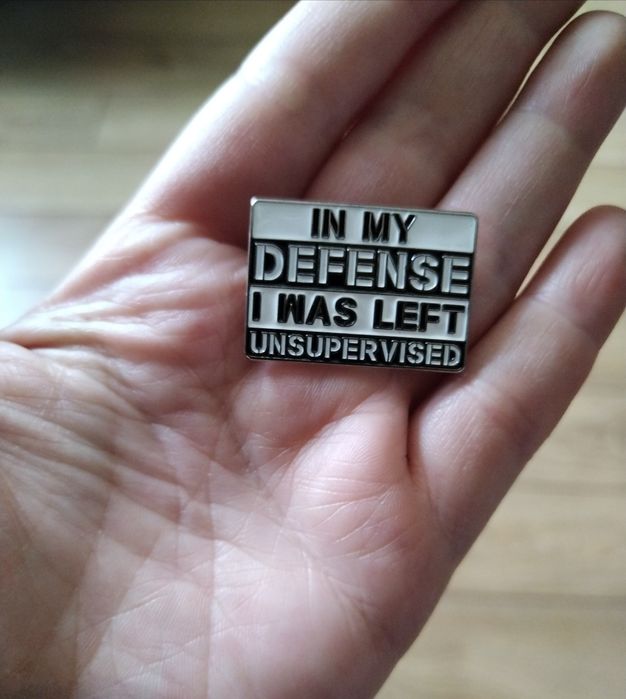 IN MY
DEFENSE
I WAS LEFT
UNSUPERVISED